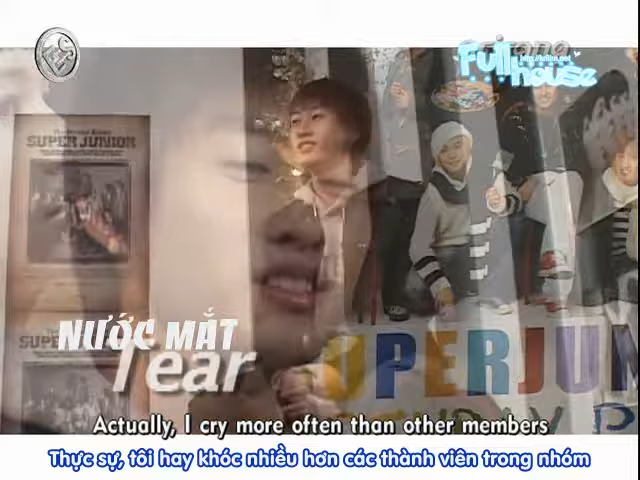 Full
house
SUPER JUNIOR
NƯỚC MẮT
Tear
SUPER
UPERJUN
Actually, I cry more often than other members
Thực sự, tôi hay khóc nhiều hơn các thành viên trong nhóm